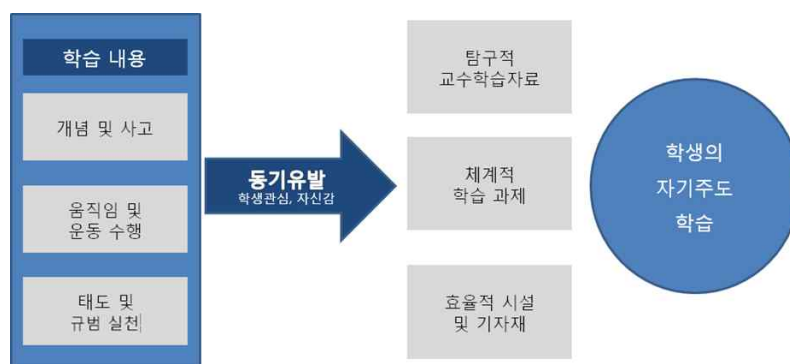 학습 내용
개념 및 사고
움직임 및
운동 수행
태도 및
규범 실천
동기유발
학생관심, 자신감
탐구적
교수학습자료
체계적
학습 과제
효율적 시설
및 기자재
학생의
자기주도
학습